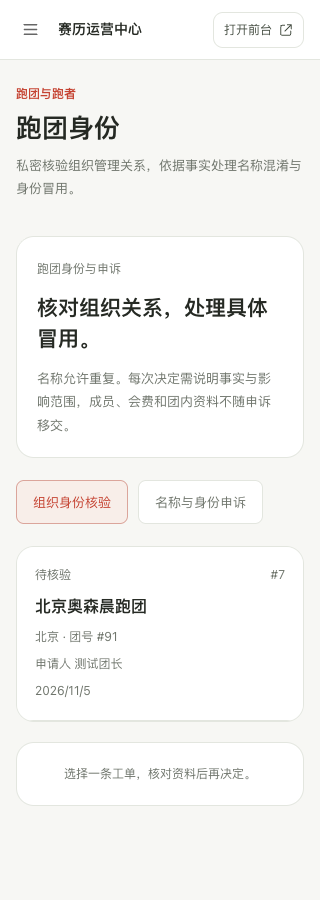 赛历运营中心
打开前台
跑团与跑者
跑团身份
私密核验组织管理关系，依据事实处理名称混淆与
身份冒用。
跑团身份与申诉
核对组织关系，处理具体
冒用。
名称允许重复。每次决定需说明事实与影
响范围，成员、会费和团内资料不随申诉
移交。
组织身份核验
名称与身份申诉
待核验
#7
北京奥森晨跑团
北京 · 团号 #91
申请人 测试团长
2026/11/5
选择一条工单，核对资料后再决定。